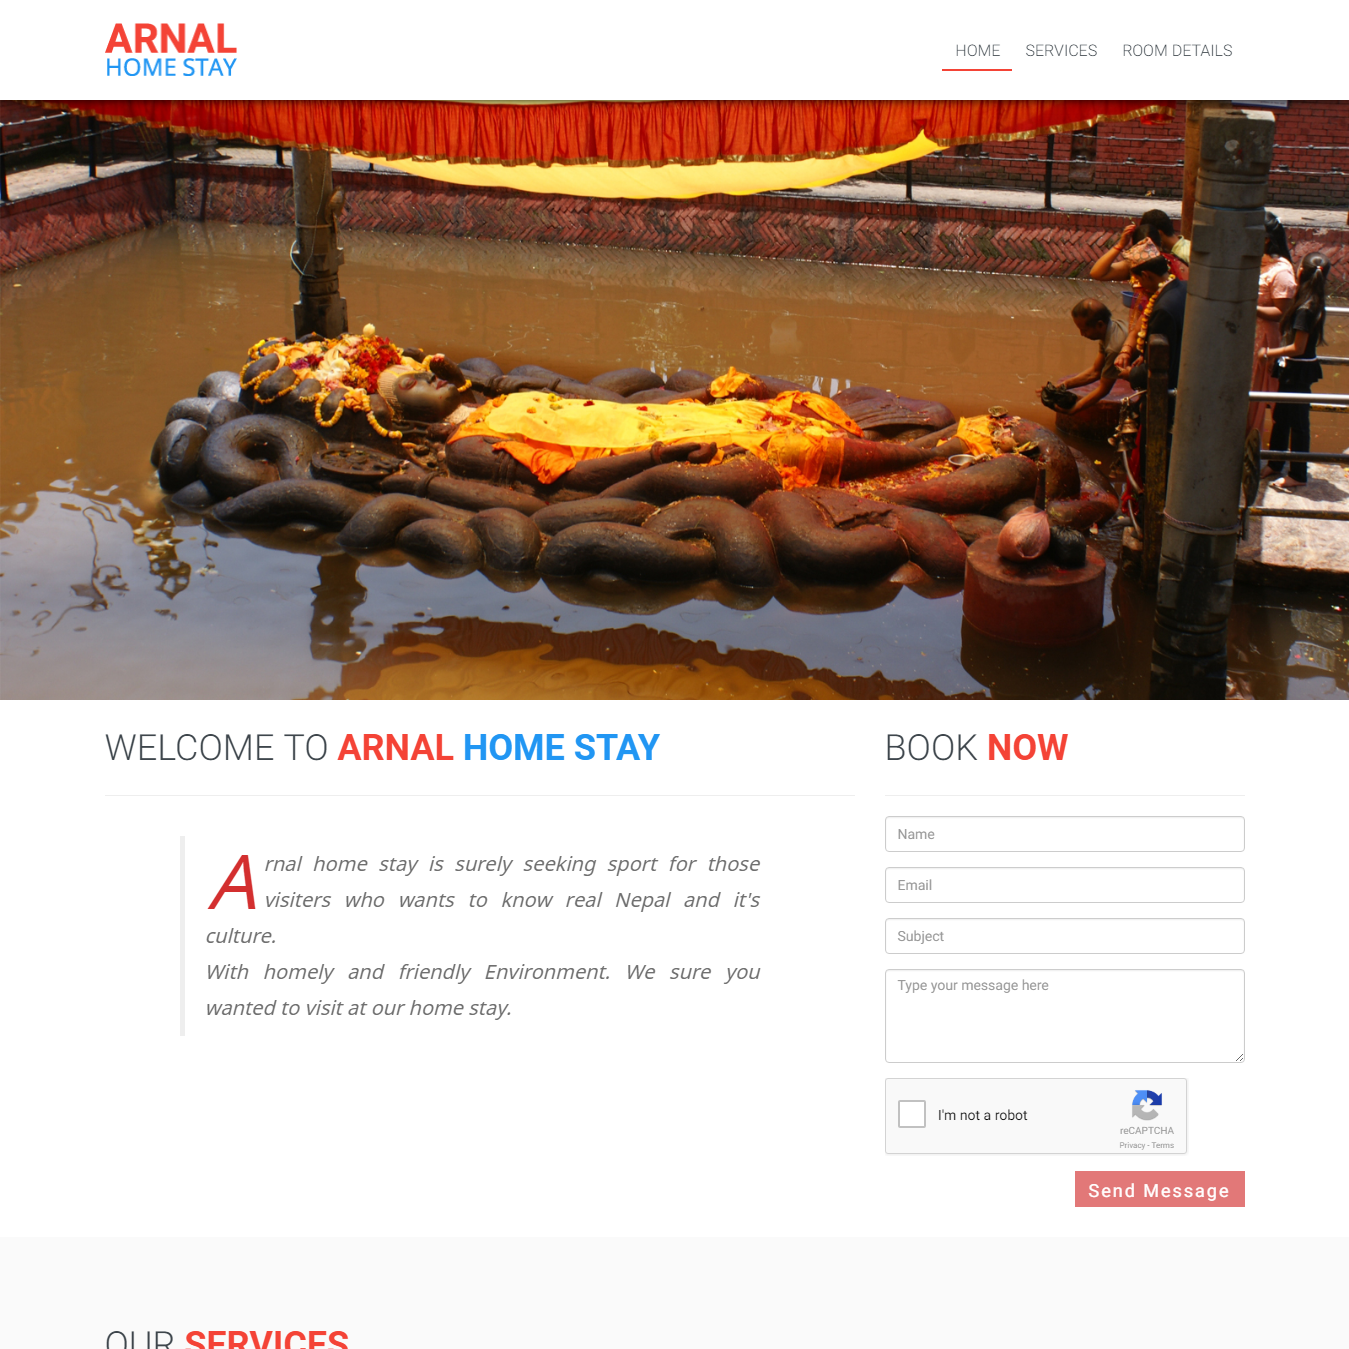 ARNAL
HOME STAY
HOME SERVICES ROOM DETAILS
WELCOME TO ARNAL HOME STAY
Arnal home stay is surely seeking sport for those
visiters who wants to know real Nepal and it's
culture.
With homely and friendly Environment. We sure you
wanted to visit at our home stay.
BOOK NOW
Name
Email
Subject
Type your message here
I'm not a robot
reCAPTCHA
Privacy - Terms
Send Message
OUR SERVICES